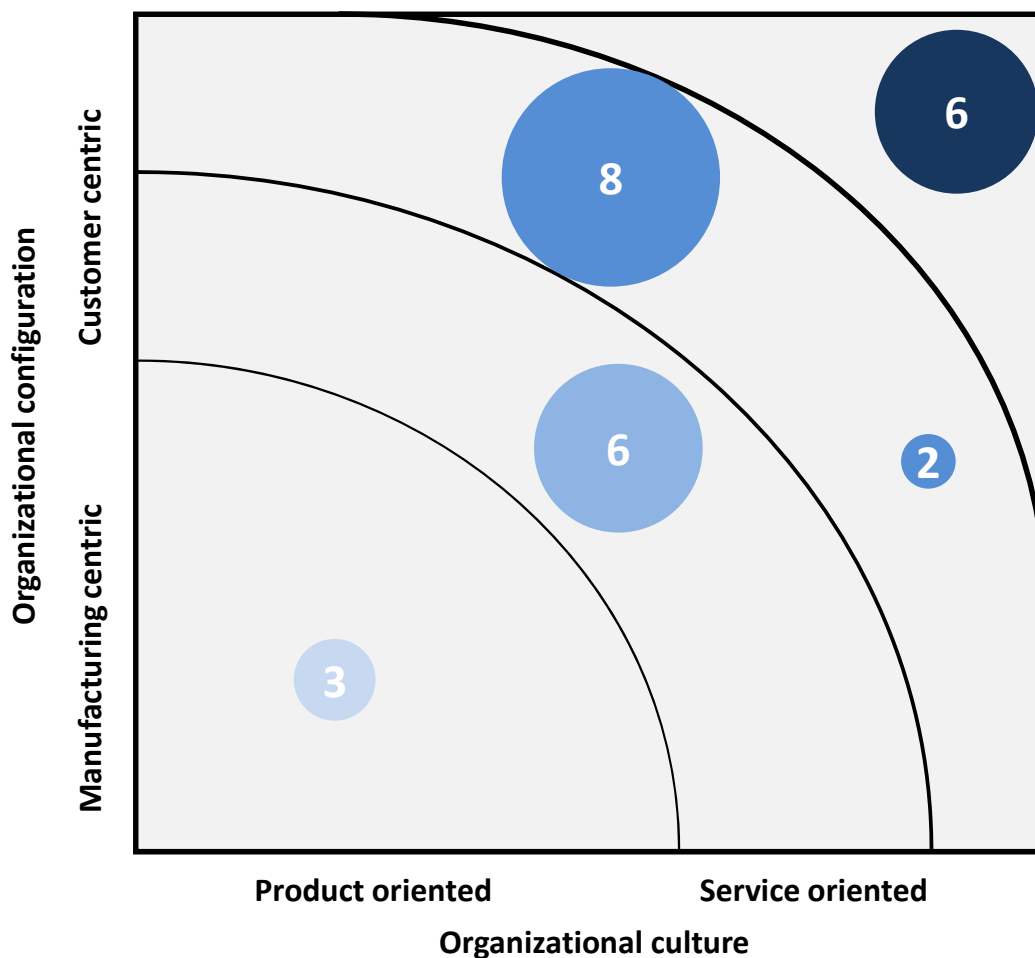 Organizational configuration
Customer centric
Manufacturing centric
6
8
6
2
3
Product oriented
Service oriented
Organizational culture